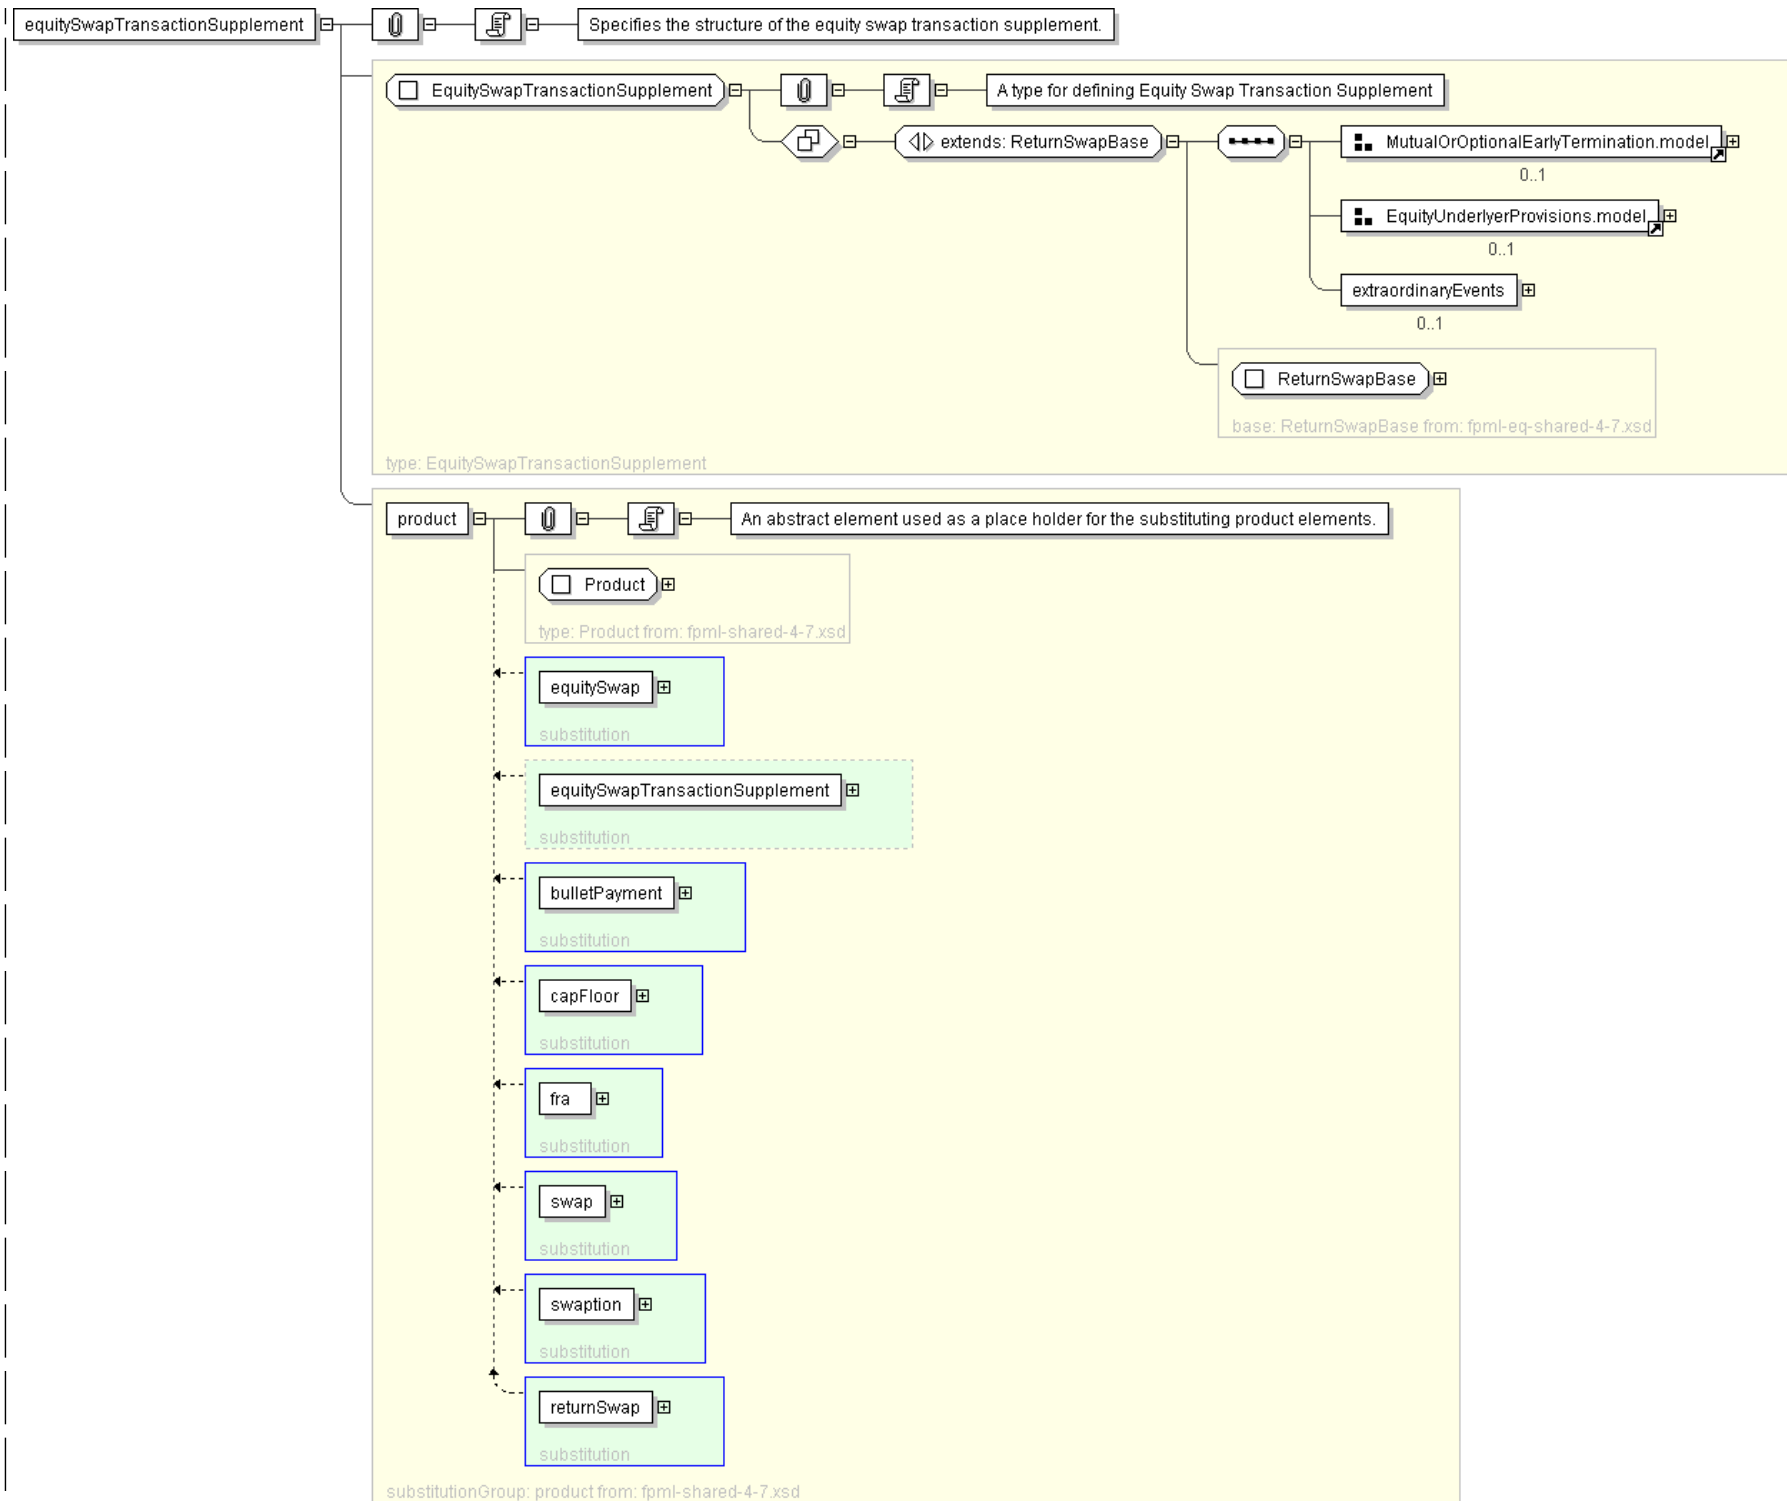 equitySwapTransactionSupplement
Specifies the structure of the equity swap transaction supplement.
EquitySwapTransactionSupplement
A type for defining Equity Swap Transaction Supplement
extends: ReturnSwapBase
MutualOrOptionalEarlyTermination.model
0..1
EquityUnderlyerProvisions.model
0..1
extraordinaryEvents
0..1
ReturnSwapBase
base: ReturnSwapBase from: fpml-eq-shared-4-7.xsd
type: EquitySwapTransactionSupplement
product
An abstract element used as a place holder for the substituting product elements.
Product
type: Product from: fpml-shared-4-7.xsd
equitySwap
substitution
equitySwapTransactionSupplement
substitution
bulletPayment
substitution
capFloor
substitution
fra
substitution
swap
substitution
swaption
substitution
returnSwap
substitution
substitutionGroup: product from: fpml-shared-4-7.xsd